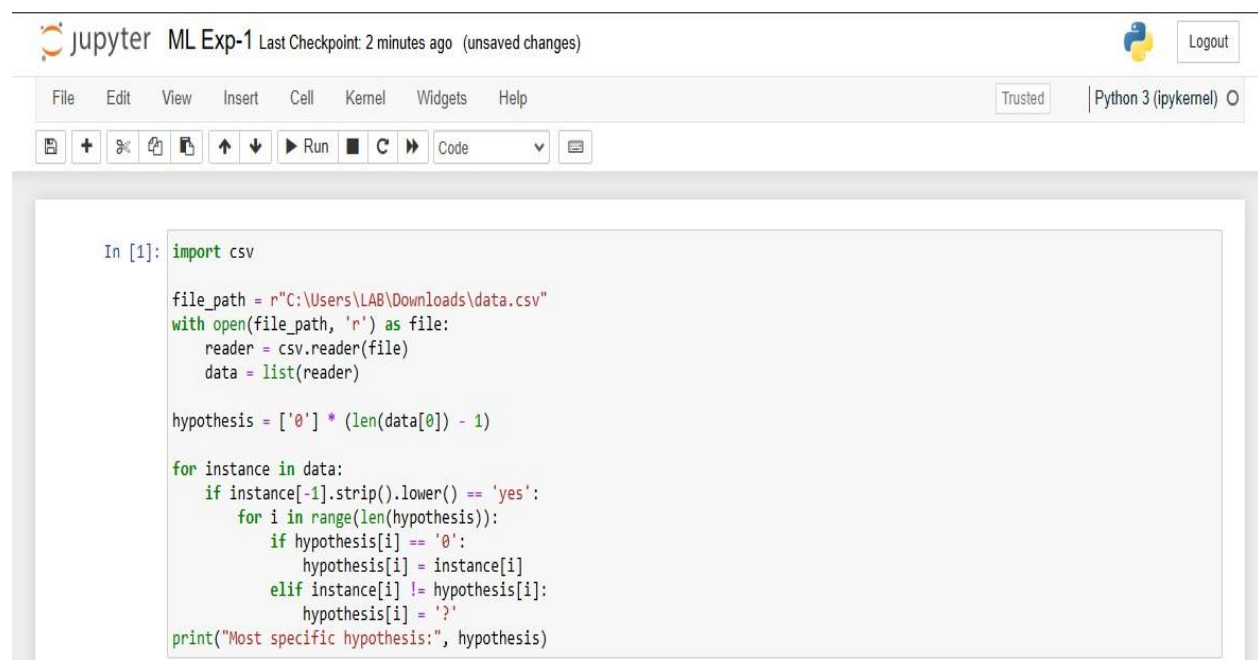 jupyter ML Exp-1 Last Checkpoint: 2 minutes ago (unsaved changes) Logout
File Edit View Insert Cell Kernel Widgets Help Trusted Python 3 (ipykernel)
Run Code
In [1]: import csv
file_path = r"C:\Users\LAB\Downloads\data.csv"
with open(file_path, 'r') as file:
    reader = csv.reader(file)
    data = list(reader)
hypothesis = ['0'] * (len(data[0]) - 1)
for instance in data:
    if instance[-1].strip().lower() == 'yes':
        for i in range(len(hypothesis)):
            if hypothesis[i] == '0':
                hypothesis[i] = instance[i]
            elif instance[i] != hypothesis[i]:
                hypothesis[i] = '?'
print("Most specific hypothesis:", hypothesis)